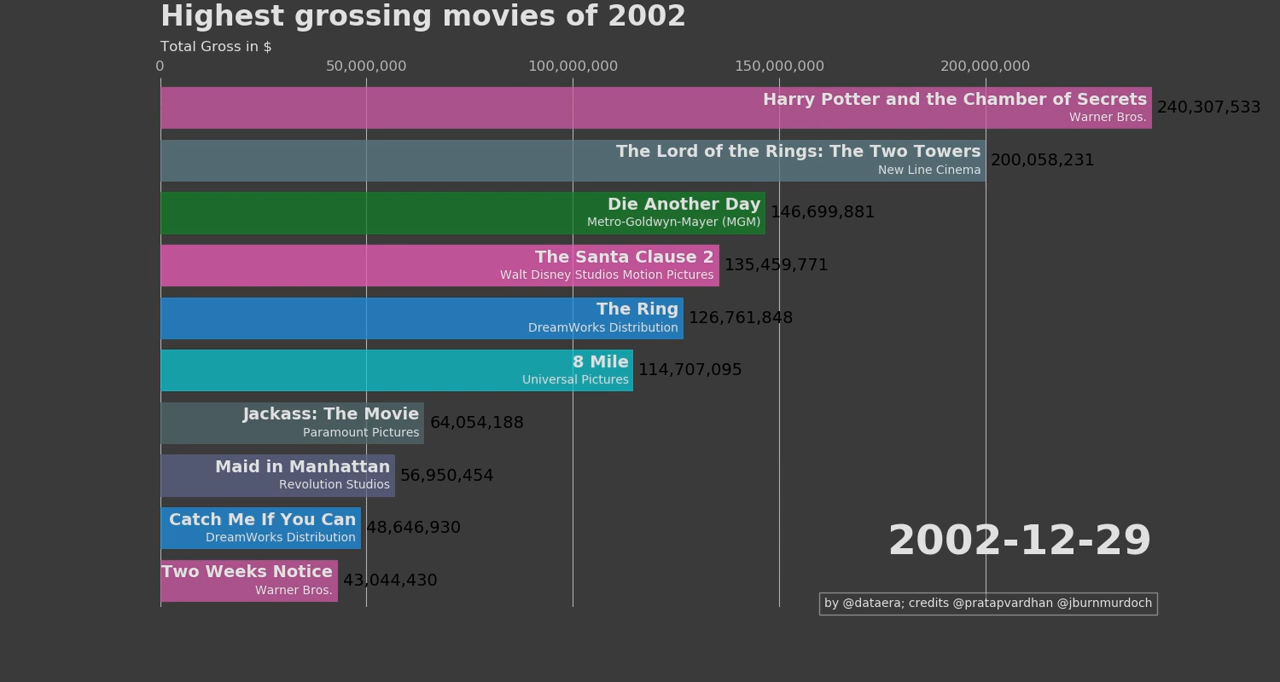 Highest grossing movies of 2002
Total Gross in $
0 50,000,000 100,000,000 150,000,000 200,000,000
Harry Potter and the Chamber of Secrets
Warner Bros.
240,307,533
The Lord of the Rings: The Two Towers
New Line Cinema
200,058,231
Die Another Day
Metro-Goldwyn-Mayer (MGM)
146,699,881
The Santa Clause 2
Walt Disney Studios Motion Pictures
135,459,771
The Ring
DreamWorks Distribution
126,761,848
8 Mile
Universal Pictures
114,707,095
Jackass: The Movie
Paramount Pictures
64,054,188
Maid in Manhattan
Revolution Studios
56,950,454
Catch Me If You Can
DreamWorks Distribution
48,646,930
Two Weeks Notice
Warner Bros.
43,044,430
2002-12-29
by @dataera; credits @pratapvardhan @jburnmurdoch